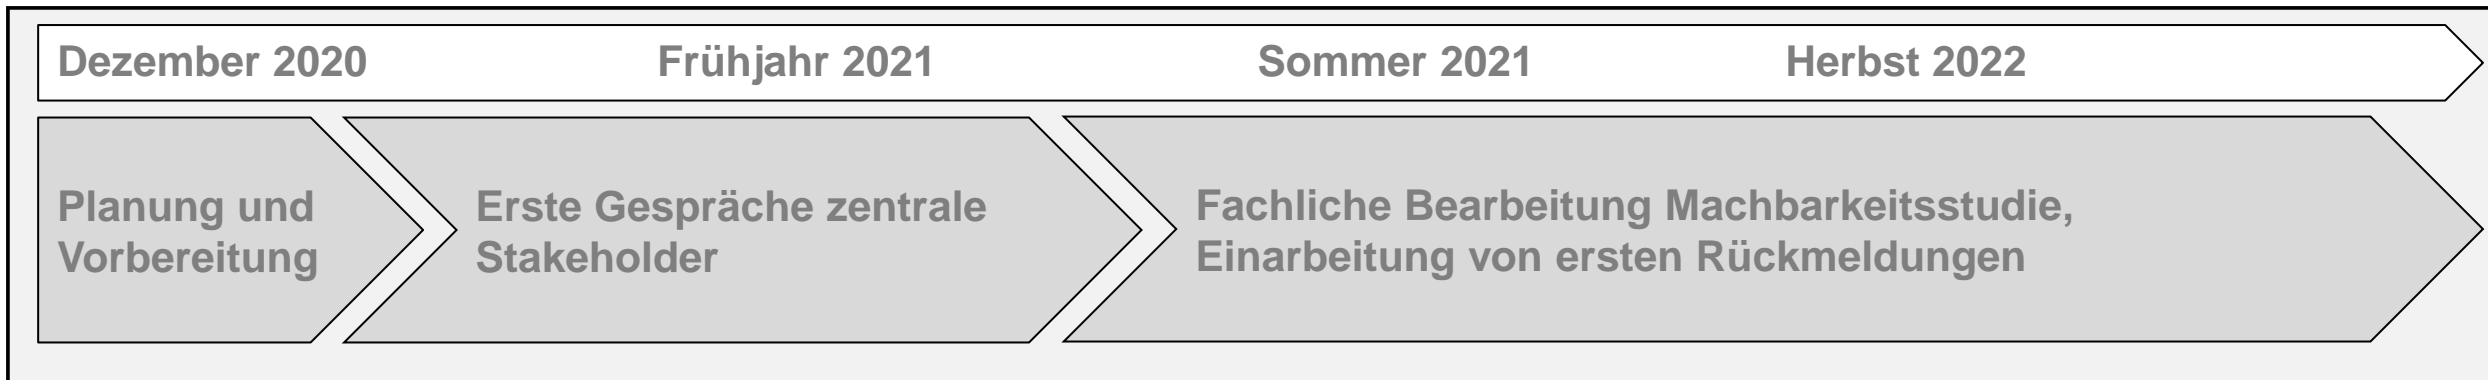 Dezember 2020 Frühjahr 2021 Sommer 2021 Herbst 2022
Planung und
Vorbereitung
Erste Gespräche zentrale
Stakeholder
Fachliche Bearbeitung Machbarkeitsstudie,
Einarbeitung von ersten Rückmeldungen